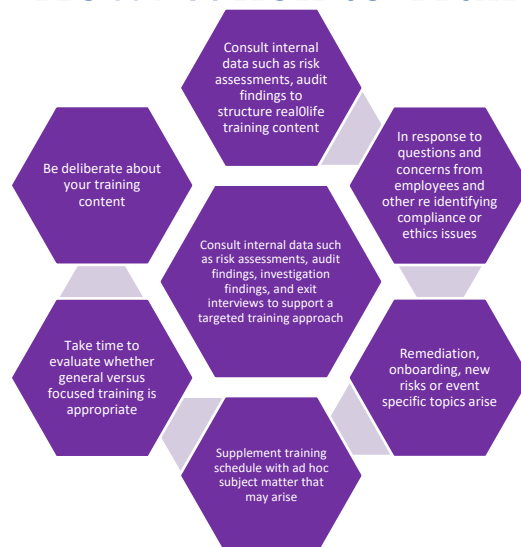 Consult internal
data such as risk
assessments, audit
findings to
structure real0life
training content
In response to
questions and
concerns from
employees and
other re identifying
compliance or
ethics issues
Remediation,
onboarding, new
risks or event
specific topics arise
Supplement training
schedule with ad hoc
subject matter that
may arise
Take time to
evaluate whether
general versus
focused training is
appropriate
Be deliberate about
your training
content
Consult internal data such
as risk assessments, audit
findings, investigation
findings, and exit
interviews to support a
targeted training approach